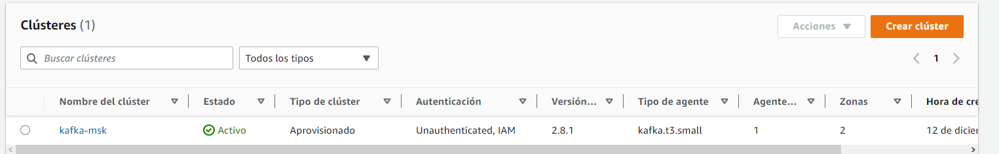 Clústeres (1)
Acciones
Crear clúster
Buscar clústeres
Todos los tipos
1
Nombre del clúster Estado Tipo de clúster Autenticación Versión... Tipo de agente Agente... Zonas Hora de cre
kafka-msk Activo Aprovisionado Unauthenticated, IAM 2.8.1 kafka.t3.small 1 2 12 de dicien